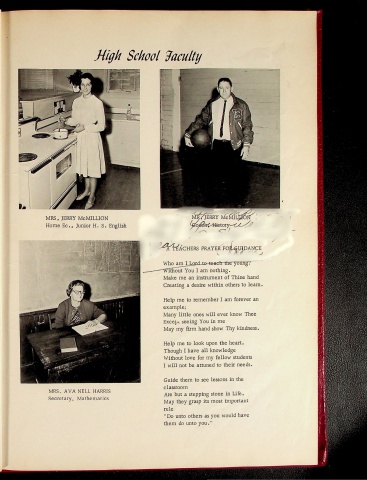 High School Faculty
MRS. JERRY McMILLION
Home Ec., Junior H. S. English
MR. JERRY McMILLION
Coach, History
A TEACHERS PRAYER FOR GUIDANCE
Who am I Lord to teach the young?
Without You I am nothing.
Make me an instrument of Thine hand
Creating a desire within others to learn.
Help me to remember I am forever an
example;
Many little ones will ever know Thee
Except seeing You in me
May my firm hand show Thy kindness.
Help me to look upon the heart.
Though I have all knowledge
Without love for my fellow students
I will not be attuned to their needs.
Guide them to see lessons in the
classroom
Are but a stepping stone in Life.
May they grasp its most important
rule
"Do unto others as you would have
them do unto you."
MRS. AVA NELL HARRIS
Secretary, Mathematics